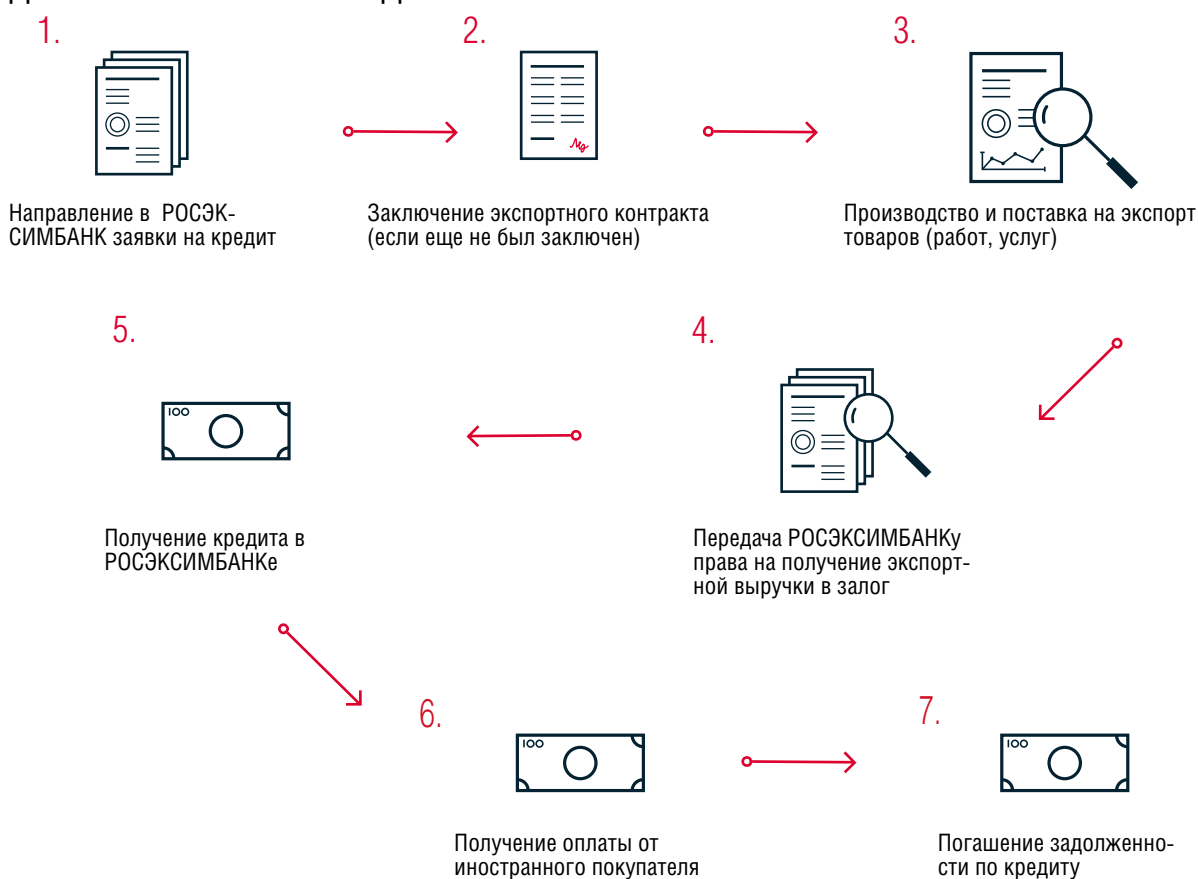 1.
2.
3.
Направление в РОСЭК-
СИМБАНК заявки на кредит
Заключение экспортного контракта
(если еще не был заключен)
Производство и поставка на экспорт
товаров (работ, услуг)
5.
4.
100
Получение кредита в
РОСЭКСИМБАНКе
Передача РОСЭКСИМБАНКу
права на получение экспорт-
ной выручки в залог
6.
7.
100
100
Получение оплаты от
иностранного покупателя
Погашение задолженно-
сти по кредиту